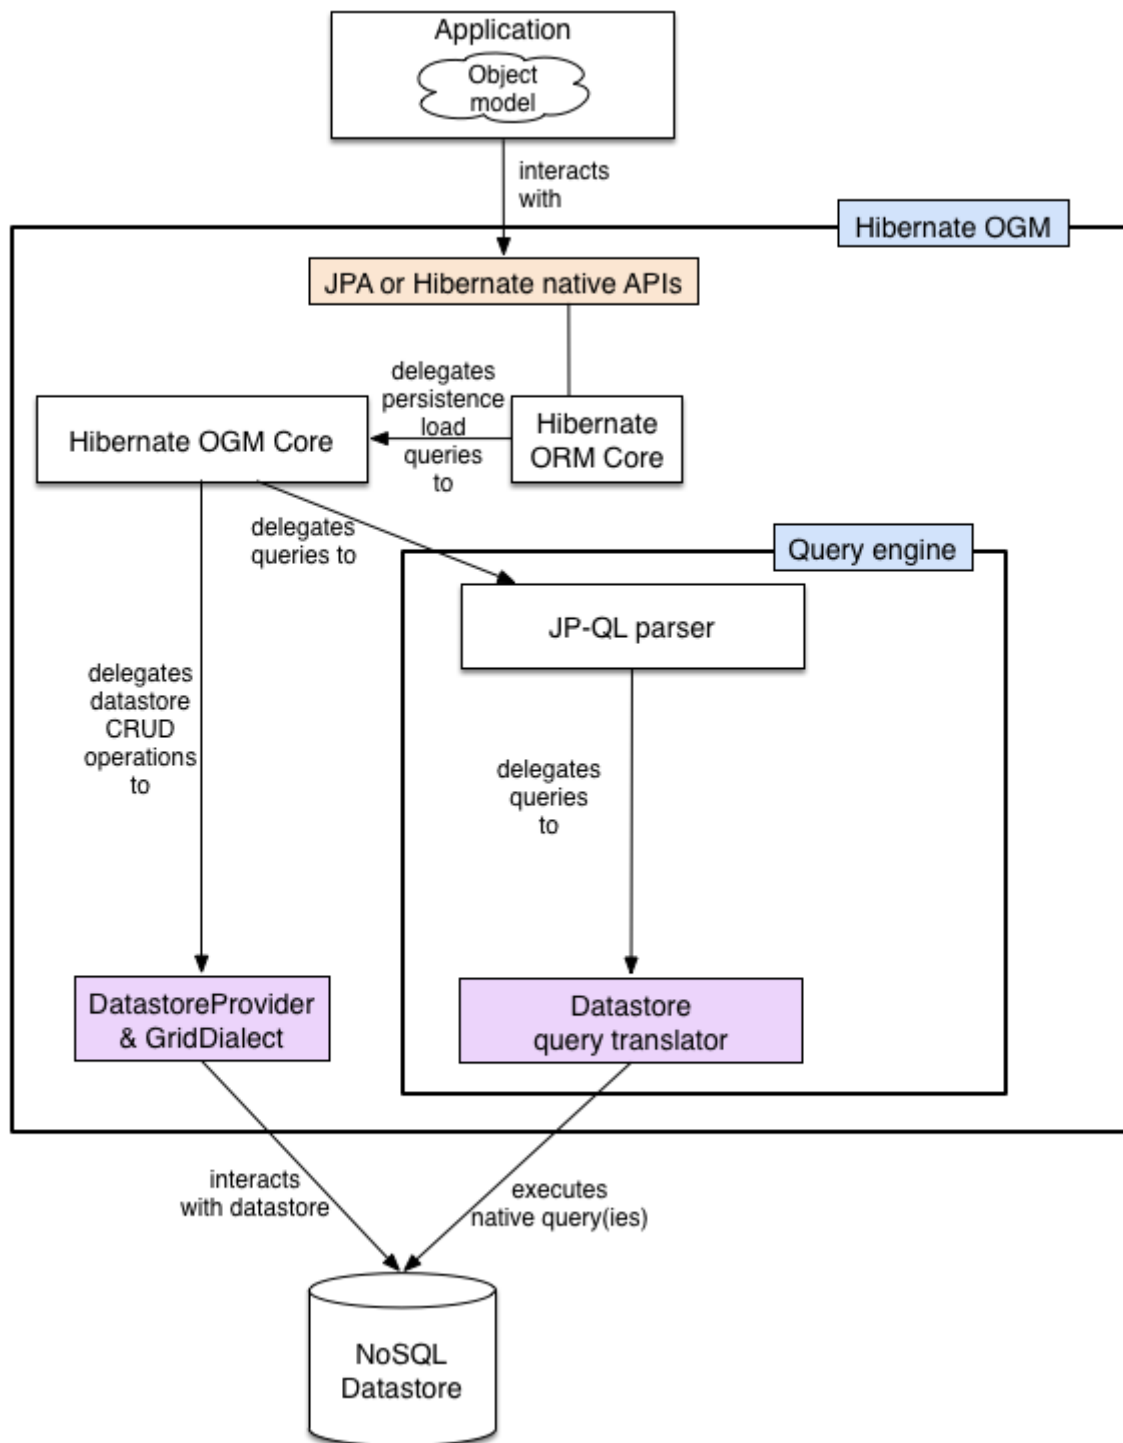 Application
Object
model
interacts
with
Hibernate OGM
JPA or Hibernate native APIs
delegates
persistence
load
queries
to
Hibernate OGM Core
Hibernate
ORM Core
delegates
queries to
Query engine
JP-QL parser
delegates
datastore
CRUD
operations
to
delegates
queries
to
DatastoreProvider
& GridDialect
Datastore
query translator
interacts
with datastore
executes
native query(ies)
NoSQL
Datastore